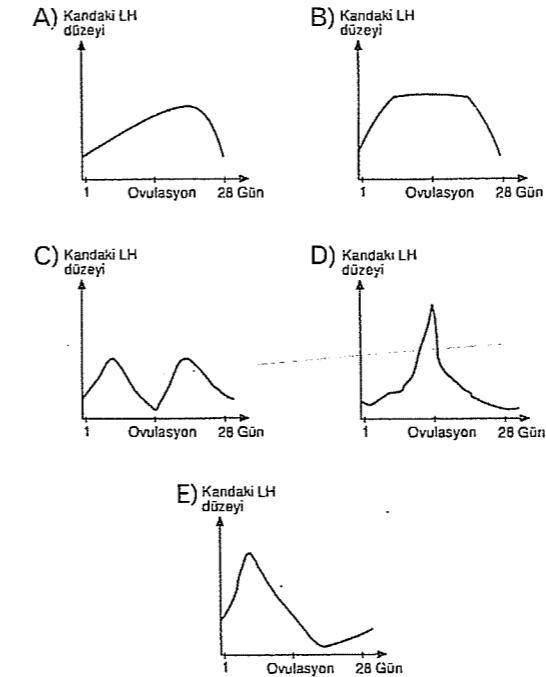 A) Kandaki LH
düzeyi
1 Ovulasyon 28 Gün
B) Kandaki LH
düzeyi
1 Ovulasyon 28 Gün
C) Kandaki LH
düzeyi
1 Ovulasyon 28 Gün
D) Kandaki LH
düzeyi
1 Ovulasyon 28 Gün
E) Kandaki LH
düzeyi
1 Ovulasyon 28 Gün